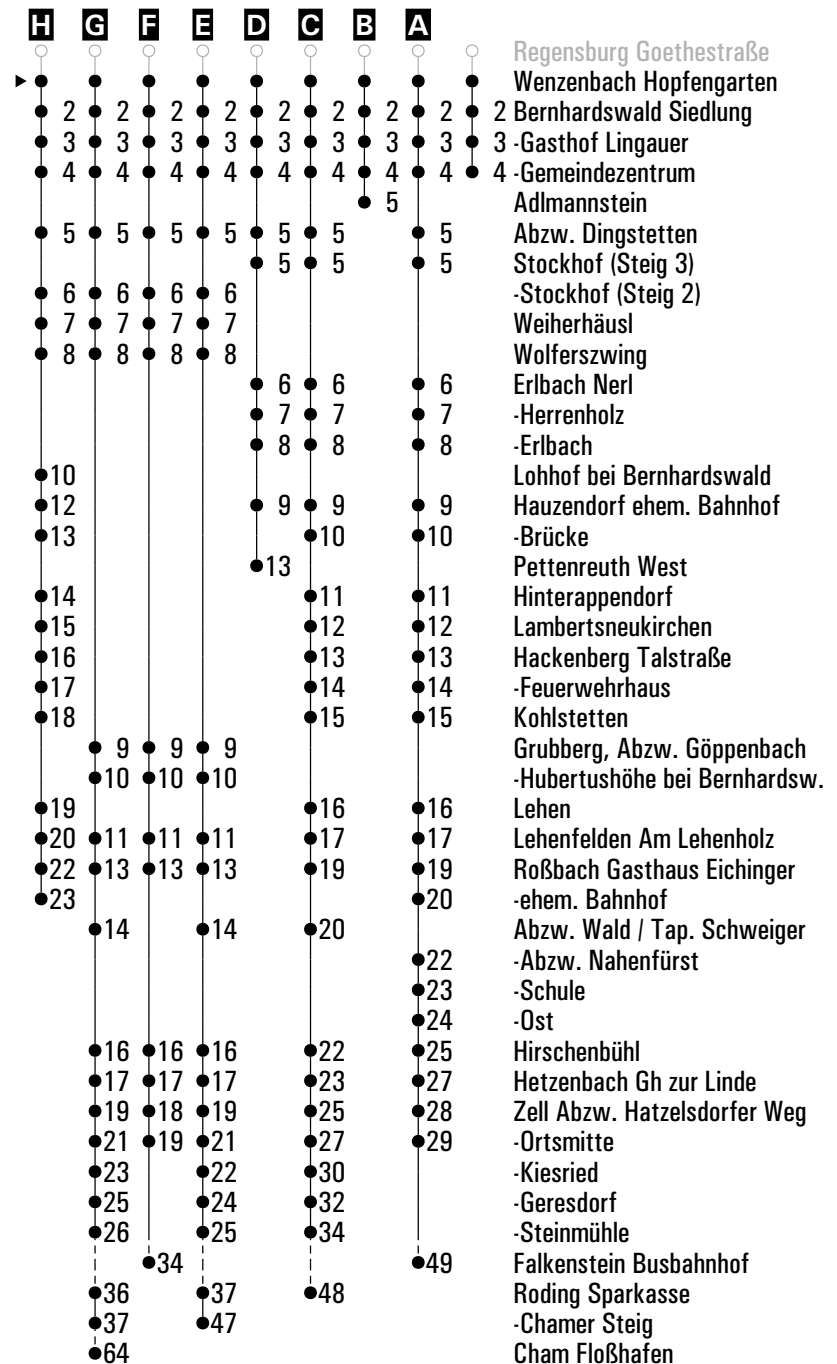 H G F E D C B A
Regensburg Goethestraße
Wenzenbach Hopfengarten
2 2 2 2 2 2 2 2 2 Bernhardswald Siedlung
3 3 3 3 3 3 3 3 3 -Gasthof Lingauer
4 4 4 4 4 4 4 4 4 -Gemeindezentrum
5 Adlmannstein
5 5 5 5 5 5 5 Abzw. Dingstetten
5 5 5 Stockhof (Steig 3)
6 6 6 6 -Stockhof (Steig 2)
7 7 7 7 Weiherhäusl
8 8 8 8 Wolferszwing
6 6 6 Erlbach Nerl
7 7 7 -Herrenholz
8 8 8 -Erlbach
10 Lohhof bei Bernhardswald
12 9 9 9 Hauzendorf ehem. Bahnhof
13 10 10 -Brücke
13 Pettenreuth West
14 11 11 Hinterappendorf
15 12 12 Lambertsneukirchen
16 13 13 Hackenberg Talstraße
17 14 14 -Feuerwehrhaus
18 15 15 Kohlstetten
9 9 9 Grubberg, Abzw. Göppenbach
10 10 10 -Hubertushöhe bei Bernhardsw.
19 16 16 Lehen
20 11 11 11 17 17 Lehenfelden Am Lehenholz
22 13 13 13 19 19 Roßbach Gasthaus Eichinger
23 20 -ehem. Bahnhof
14 14 20 Abzw. Wald / Tap. Schweiger
22 -Abzw. Nahenfürst
23 -Schule
24 -Ost
16 16 16 22 25 Hirschenbühl
17 17 17 23 27 Hetzenbach Gh zur Linde
19 18 19 25 28 Zell Abzw. Hatzelsdorfer Weg
21 19 21 27 29 -Ortsmitte
23 22 30 -Kiesried
25 24 32 -Geresdorf
26 25 34 -Steinmühle
34 49 Falkenstein Busbahnhof
36 37 48 Roding Sparkasse
37 47 -Chamer Steig
64 Cham Floßhafen